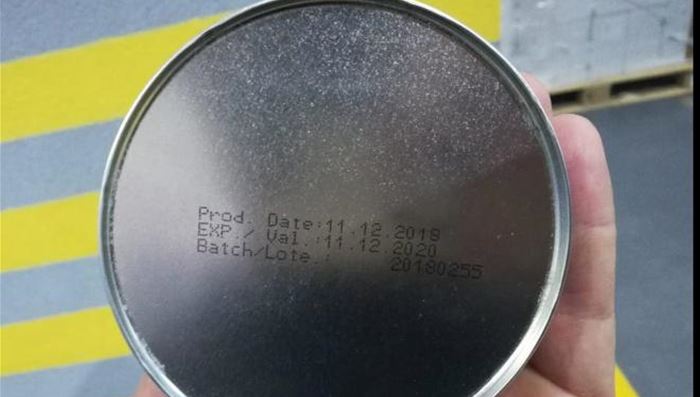 Prod. Date:11.12.2018
EXP./ Val.:11.12.2020
Batch/Lote.: 20180255